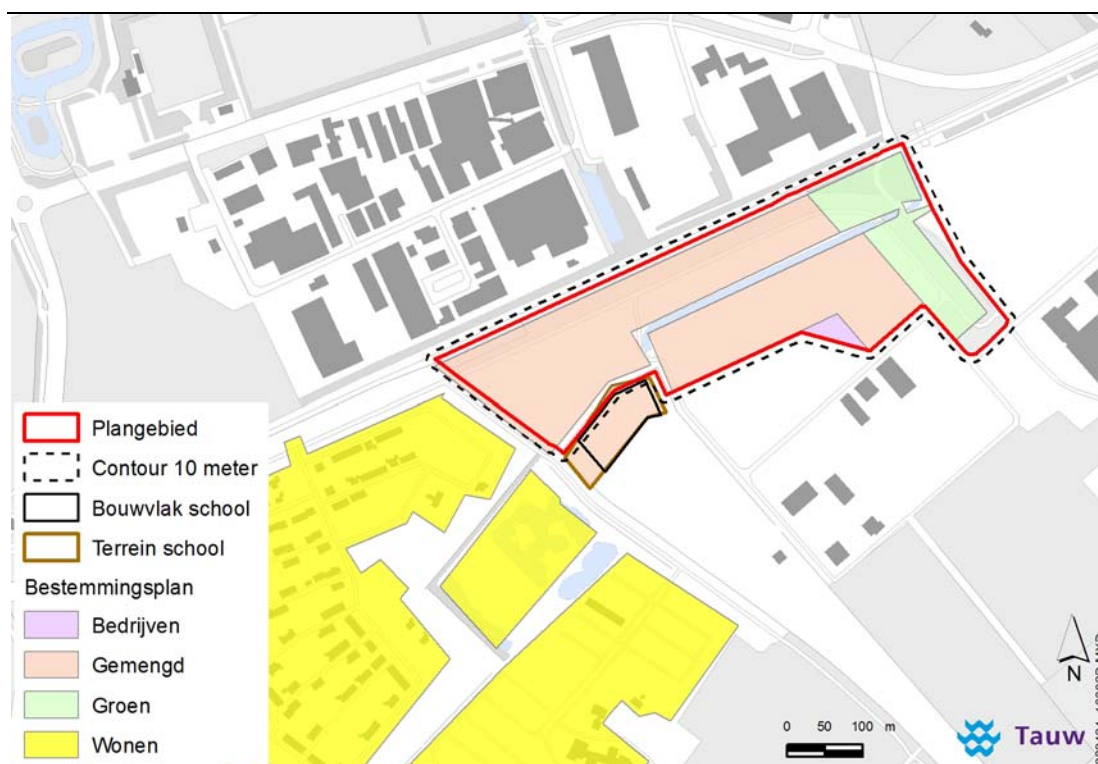 Plangebied
Contour 10 meter
Bouwvlak school
Terrein school
Bestemmingsplan
Bedrijven
Gemengd
Groen
Wonen
N
0 50 100 m
Tauw